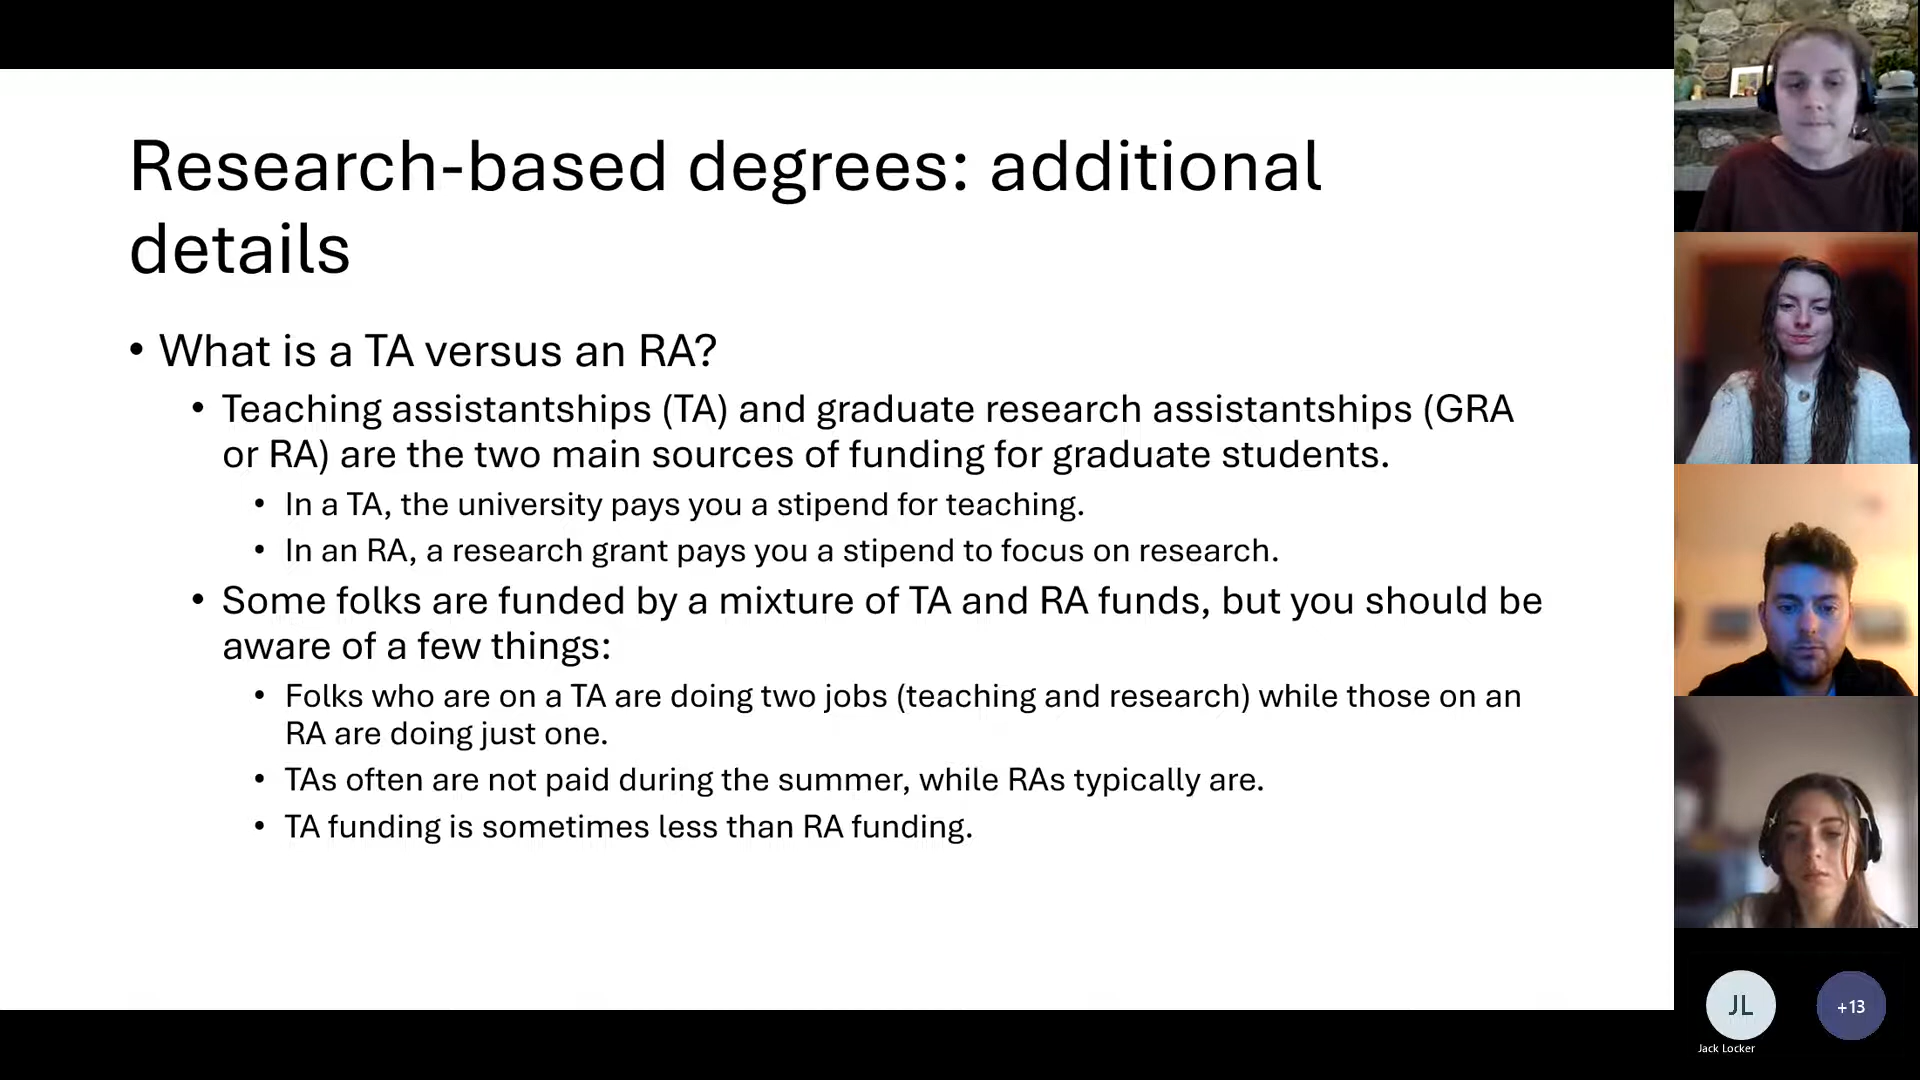 Research-based degrees: additional
details
• What is a TA versus an RA?
• Teaching assistantships (TA) and graduate research assistantships (GRA
or RA) are the two main sources of funding for graduate students.
• In a TA, the university pays you a stipend for teaching.
• In an RA, a research grant pays you a stipend to focus on research.
• Some folks are funded by a mixture of TA and RA funds, but you should be
aware of a few things:
• Folks who are on a TA are doing two jobs (teaching and research) while those on an
RA are doing just one.
• TAs often are not paid during the summer, while RAs typically are.
• TA funding is sometimes less than RA funding.
JL
+13
Jack Locker